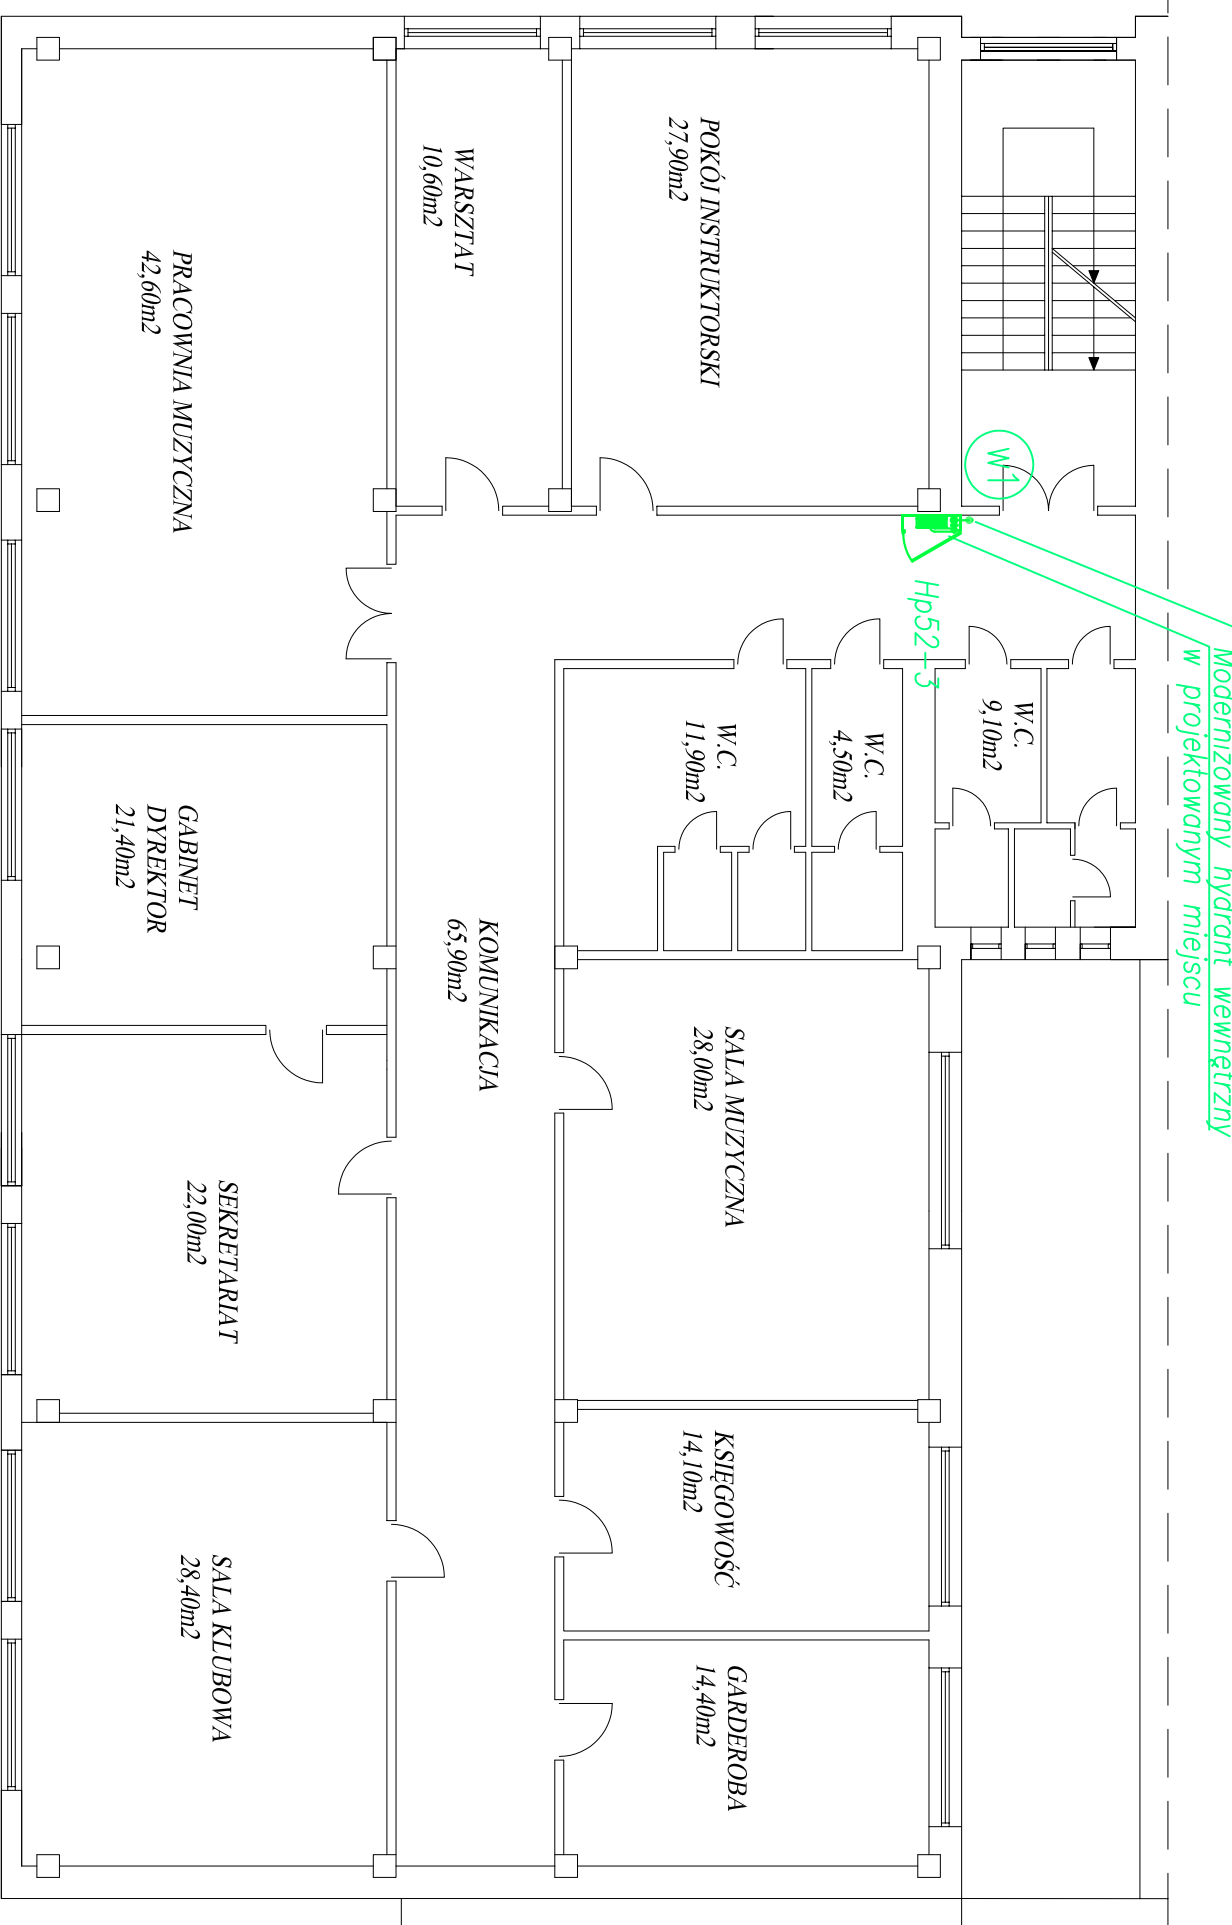 Modernizowany hydrant wewnętrzny
w projektowanym miejscu
W1
Hp52-3
POKÓJ INSTRUKTORSKI
27,90m2
WARSZTAT
10,60m2
PRACOWNIA MUZYCZNA
42,60m2
W.C.
9,10m2
W.C.
4,50m2
W.C.
11,90m2
GABINET
DYREKTOR
21,40m2
KOMUNIKACJA
65,90m2
SALA MUZYCZNA
28,00m2
SEKRETARIAT
22,00m2
KSIĘGOWOŚĆ
14,10m2
GARDEROBA
14,40m2
SALA KLUBOWA
28,40m2